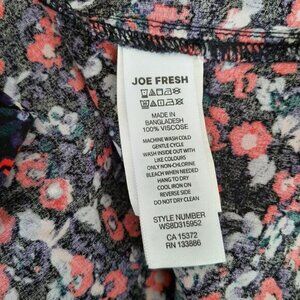 JOE FRESH
MADE IN
BANGLADESH
100% VISCOSE
MACHINE WASH COLD
GENTLE CYCLE
WASH INSIDE OUT WITH
LIKE COLOURS
ONLY NON-CHLORINE
BLEACH WHEN NEEDED
HANG TO DRY
COOL IRON ON
REVERSE SIDE
DO NOT DRY CLEAN
STYLE NUMBER
WS8D315952
CA 15372
RN 133886